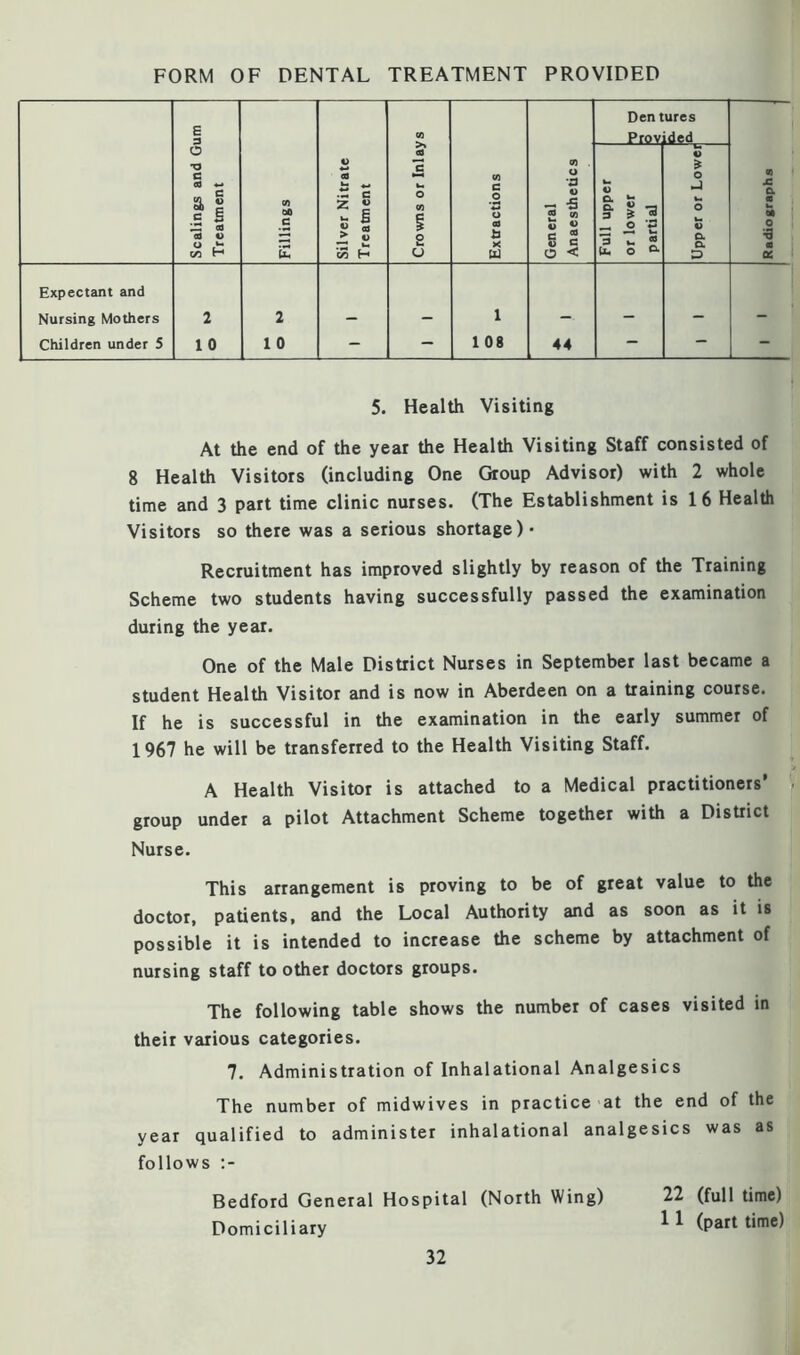 FORM OF DENTAL TREATMENT PROVIDED
Scalings and Gum Treatment
Fillings
Silver Nitrate Treatment
Crowns or Inlays
Extractions
General Anaesthetics
Dentures Provided
Full upper or lower partial
Upper or Lower
Radiographs
Expectant and
Nursing Mothers 2 2 — — 1 — — — —
Children under 5 10 10 — — 108 44 — — —
5. Health Visiting
At the end of the year the Health Visiting Staff consisted of
8 Health Visitors (including One Group Advisor) with 2 whole
time and 3 part time clinic nurses. (The Establishment is 16 Health
Visitors so there was a serious shortage)·
Recruitment has improved slightly by reason of the Training
Scheme two students having successfully passed the examination
during the year.
One of the Male District Nurses in September last became a
student Health Visitor and is now in Aberdeen on a training course.
If he is successful in the examination in the early summer of
1967 he will be transferred to the Health Visiting Staff.
A Health Visitor is attached to a Medical practitioners'
group under a pilot Attachment Scheme together with a District
Nurse.
This arrangement is proving to be of great value to the
doctor, patients, and the Local Authority and as soon as it is
possible it is intended to increase the scheme by attachment of
nursing staff to other doctors groups.
The following table shows the number of cases visited in
their various categories.
7. Administration of Inhalational Analgesics
The number of midwives in practice at the end of the
year qualified to administer inhalational analgesics was as
follows :-
Bedford General Hospital (North Wing) 22 (full time)
Domiciliary 11 (part time)
32